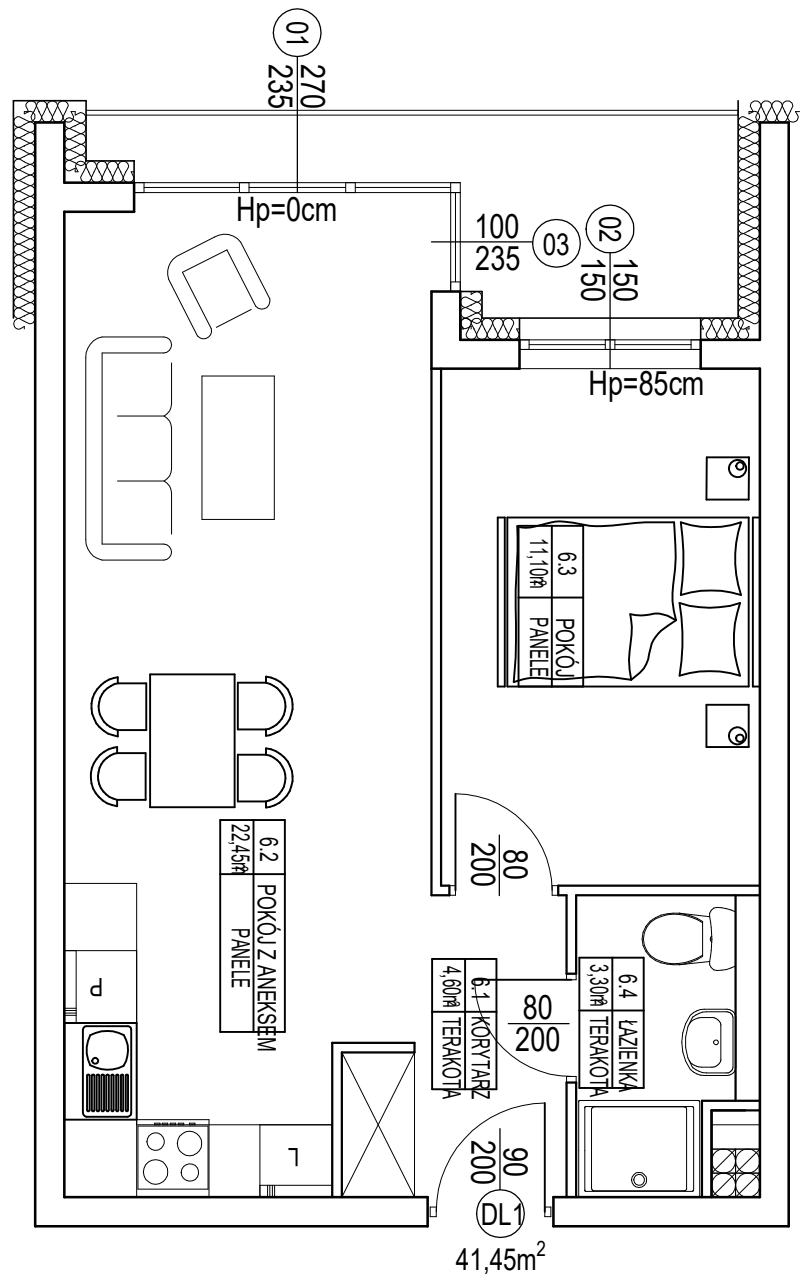 01
270
235
Hp=0cm
100
235
03
02
150
150
Hp=85cm
6.3 POKÓJ
11,10m² PANELE
6.2 POKÓJ Z ANEKSEM
22,45m² PANELE
80
200
6.1 KORYTARZ
4,60m² TERAKOTA
80
200
6.4 ŁAZIENKA
3,30m² TERAKOTA
P
L
90
200
DL1
41,45m²